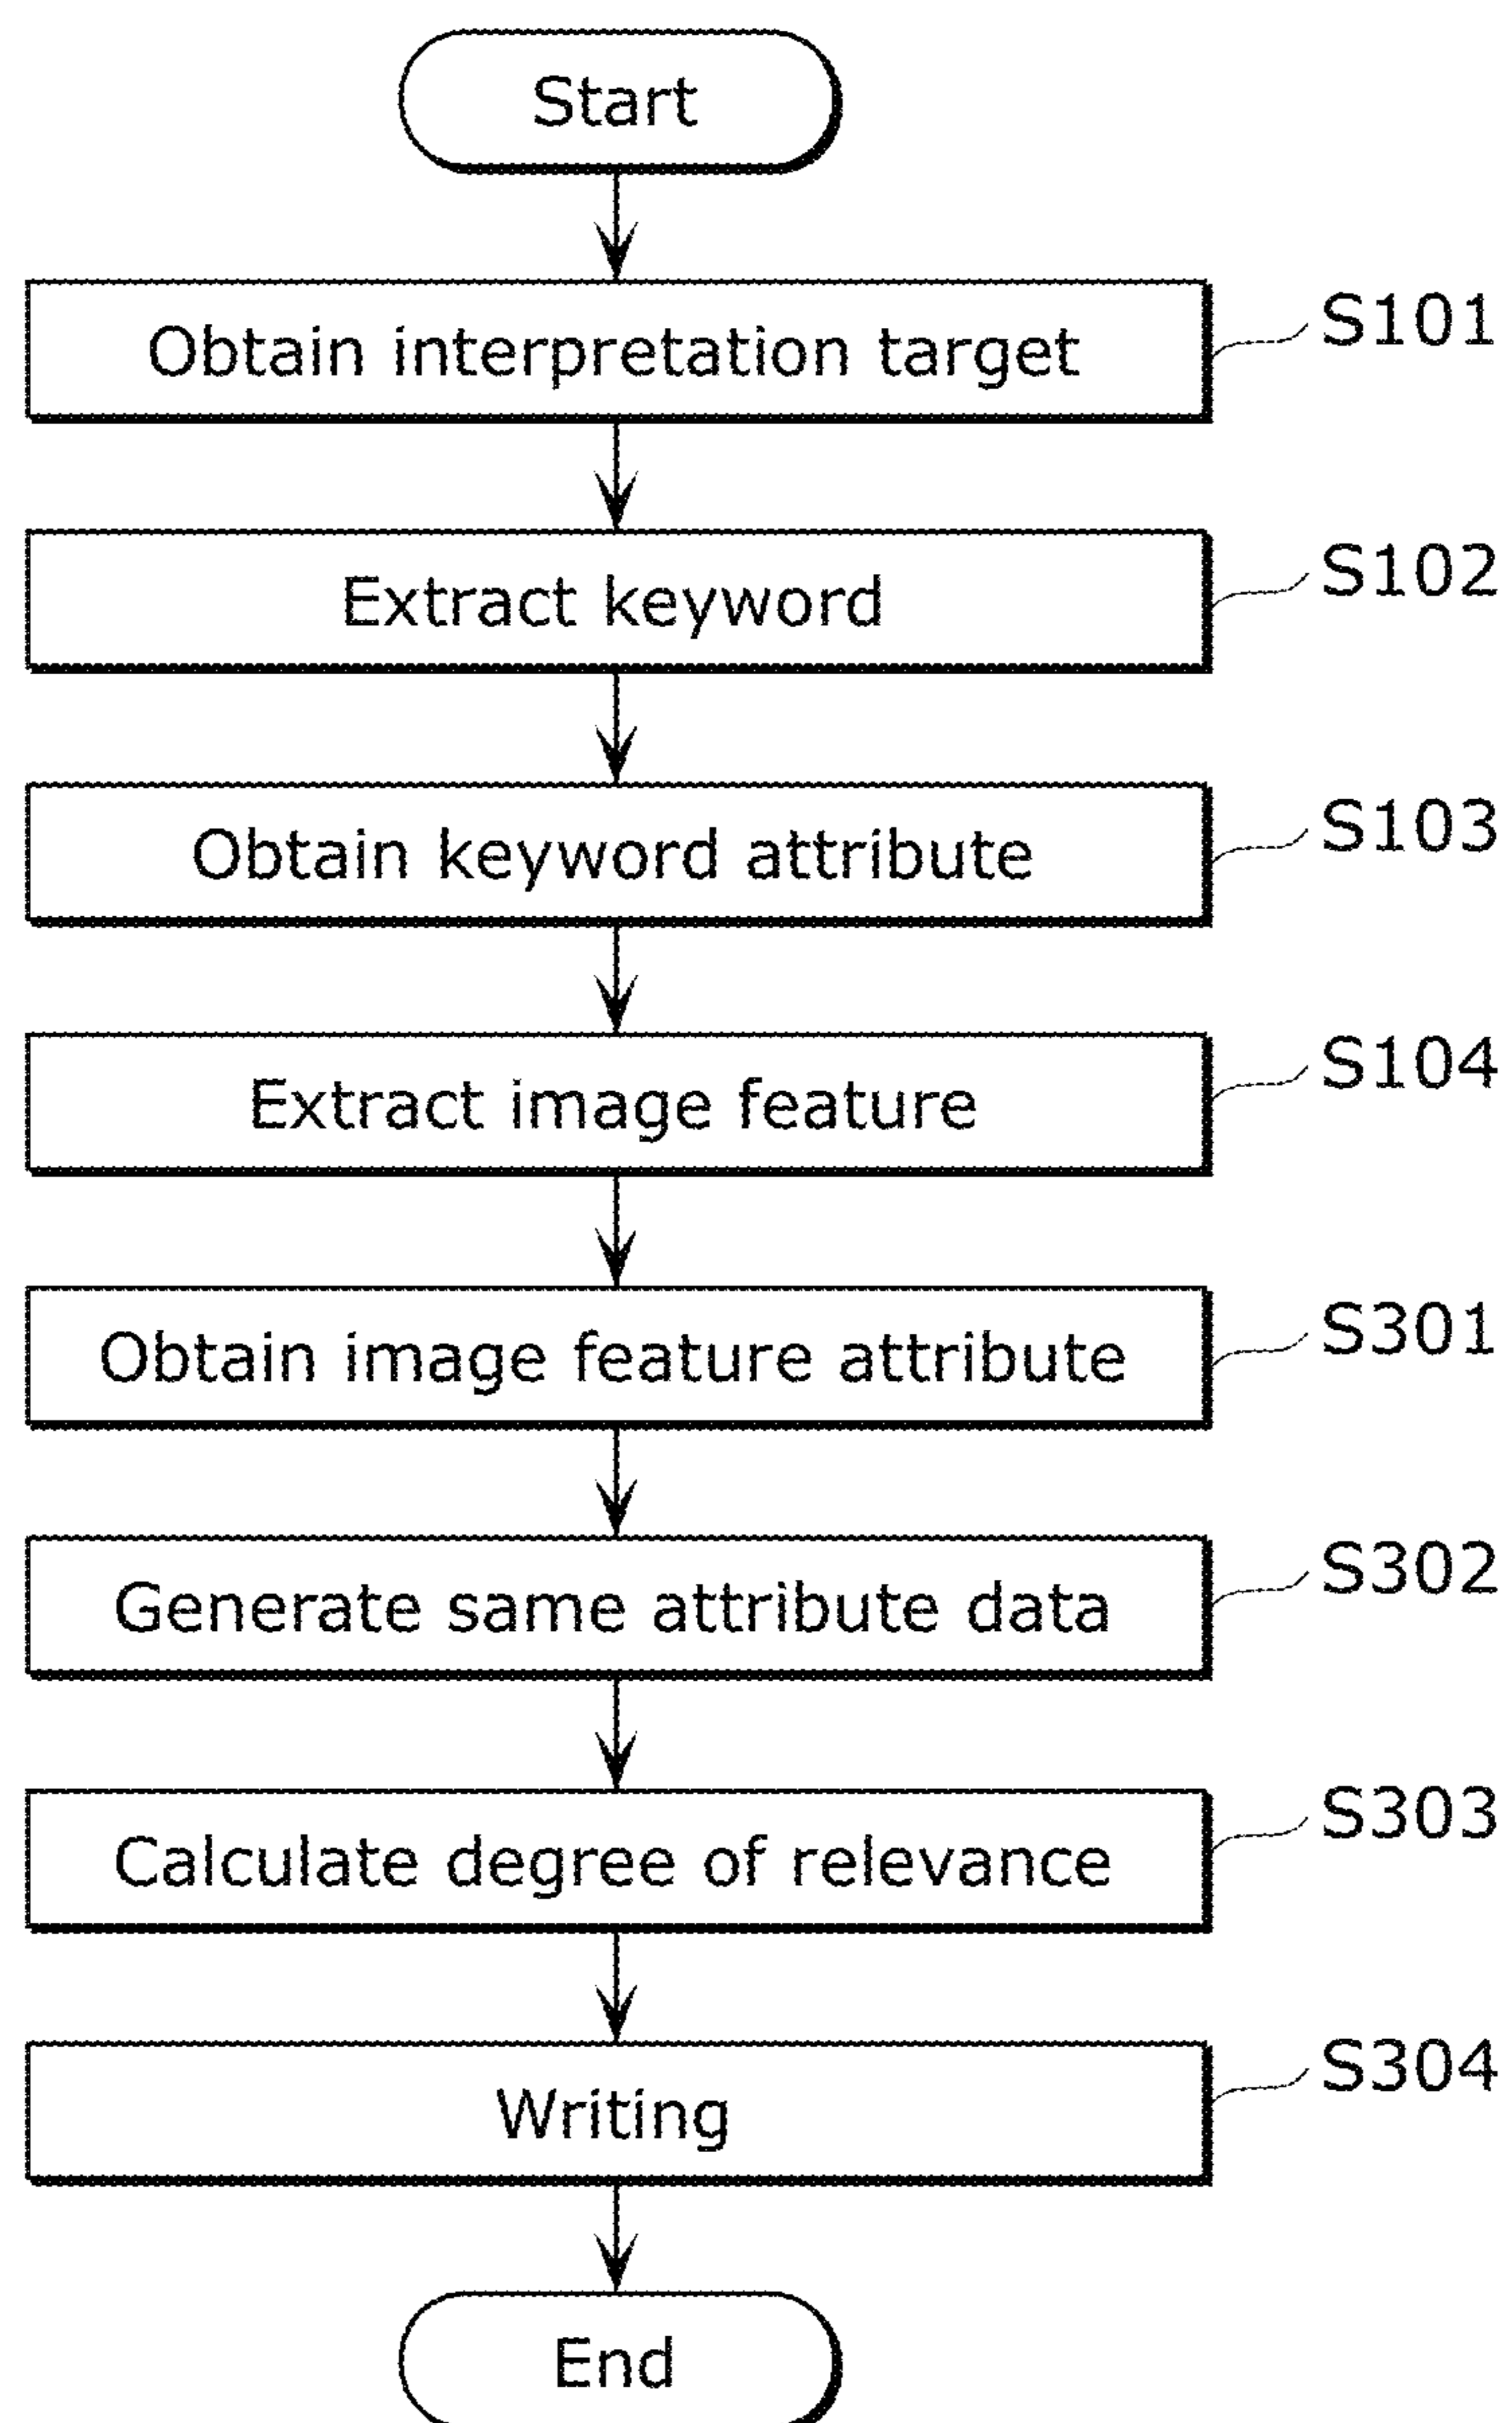 Start
Obtain interpretation target
S101
Extract keyword
S102
Obtain keyword attribute
S103
Extract image feature
S104
Obtain image feature attribute
S301
Generate same attribute data
S302
Calculate degree of relevance
S303
Writing
S304
End